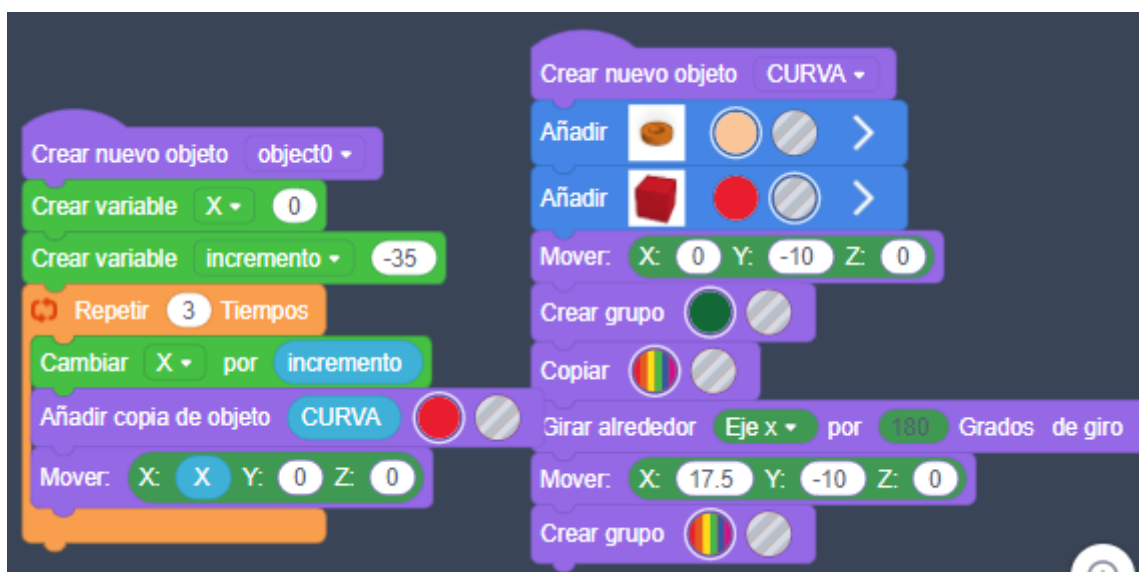 Crear nuevo objeto object0
Crear variable X 0
Crear variable incremento -35
Repetir 3 Tiempos
Cambiar X por incremento
Añadir copia de objeto CURVA
Mover: X: X Y: 0 Z: 0
Crear nuevo objeto CURVA
Añadir
Añadir
Mover: X: 0 Y: -10 Z: 0
Crear grupo
Copiar
Girar alrededor Eje x por 180 Grados de giro
Mover: X: 17.5 Y: -10 Z: 0
Crear grupo